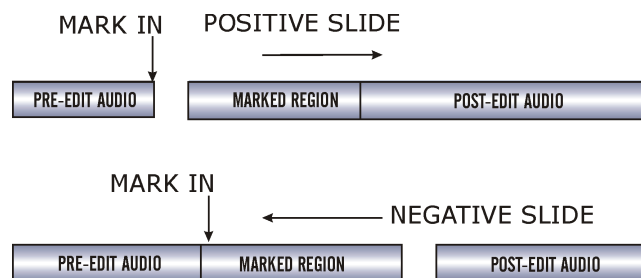 MARK IN POSITIVE SLIDE
PRE-EDIT AUDIO MARKED REGION POST-EDIT AUDIO
MARK IN
NEGATIVE SLIDE
PRE-EDIT AUDIO MARKED REGION POST-EDIT AUDIO